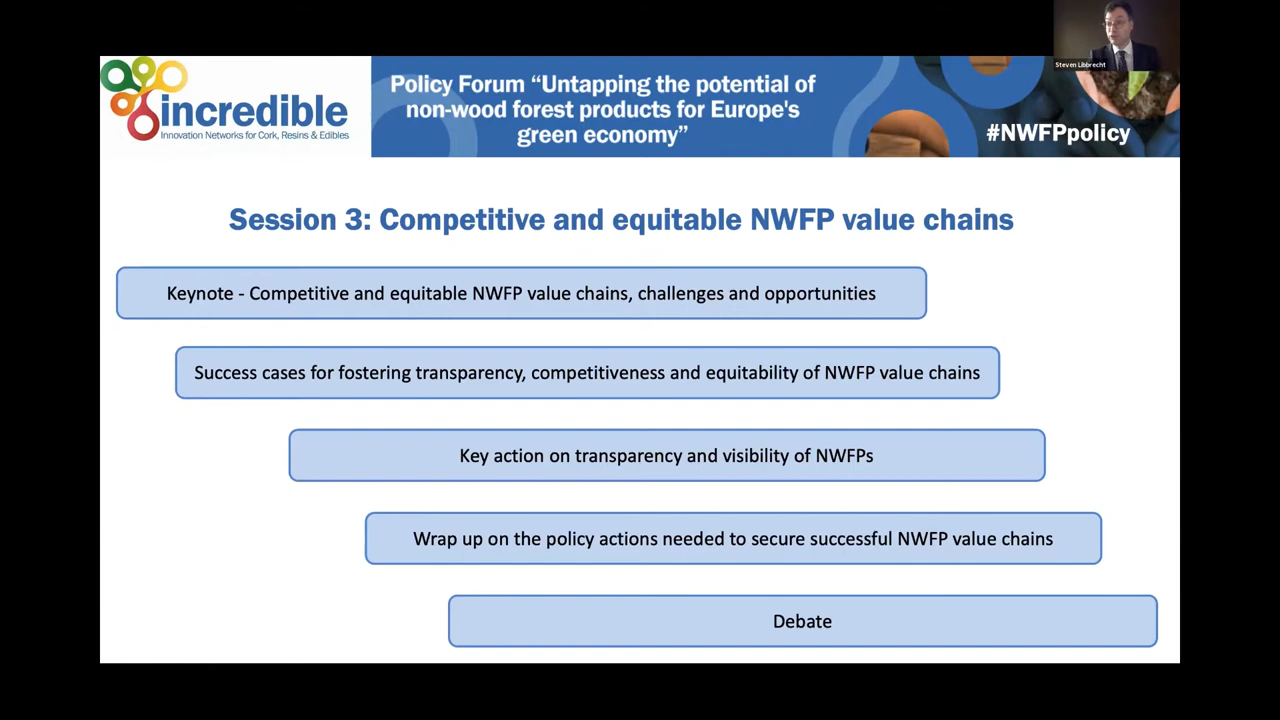 Steven Libbrecht
incredible
Innovation Networks for Cork, Resins & Edibles
Policy Forum “Untapping the potential of
non-wood forest products for Europe's
green economy”
#NWFPpolicy
Session 3: Competitive and equitable NWFP value chains
Keynote - Competitive and equitable NWFP value chains, challenges and opportunities
Success cases for fostering transparency, competitiveness and equitability of NWFP value chains
Key action on transparency and visibility of NWFPs
Wrap up on the policy actions needed to secure successful NWFP value chains
Debate